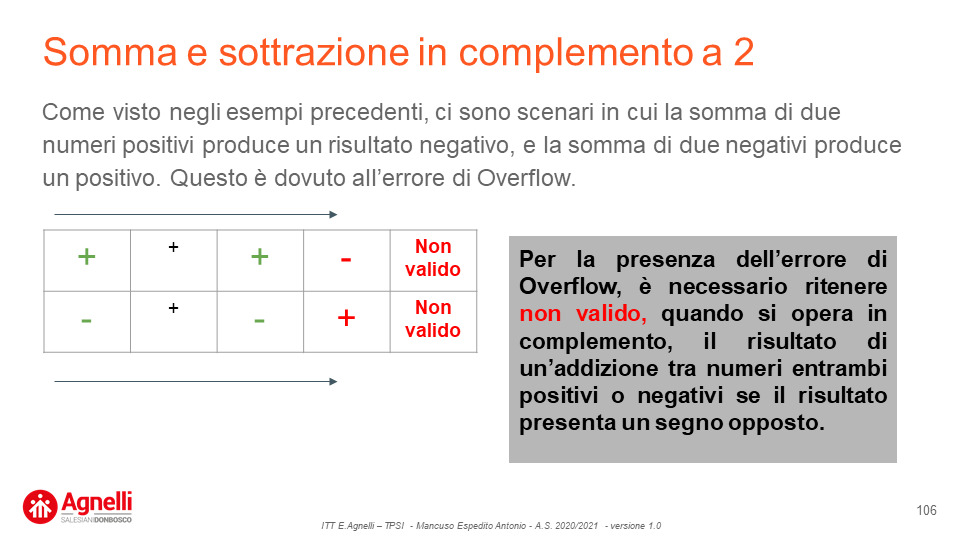 Somma e sottrazione in complemento a 2
Come visto negli esempi precedenti, ci sono scenari in cui la somma di due
numeri positivi produce un risultato negativo, e la somma di due negativi produce
un positivo. Questo è dovuto all’errore di Overflow.
+ + + - Non valido
- + - + Non valido
Per la presenza dell’errore di
Overflow, è necessario ritenere
non valido, quando si opera in
complemento, il risultato di
un’addizione tra numeri entrambi
positivi o negativi se il risultato
presenta un segno opposto.
Agnelli
SALESIANI DONBOSCO
ITT E.Agnelli – TPSI - Mancuso Espedito Antonio - A.S. 2020/2021 - versione 1.0
106